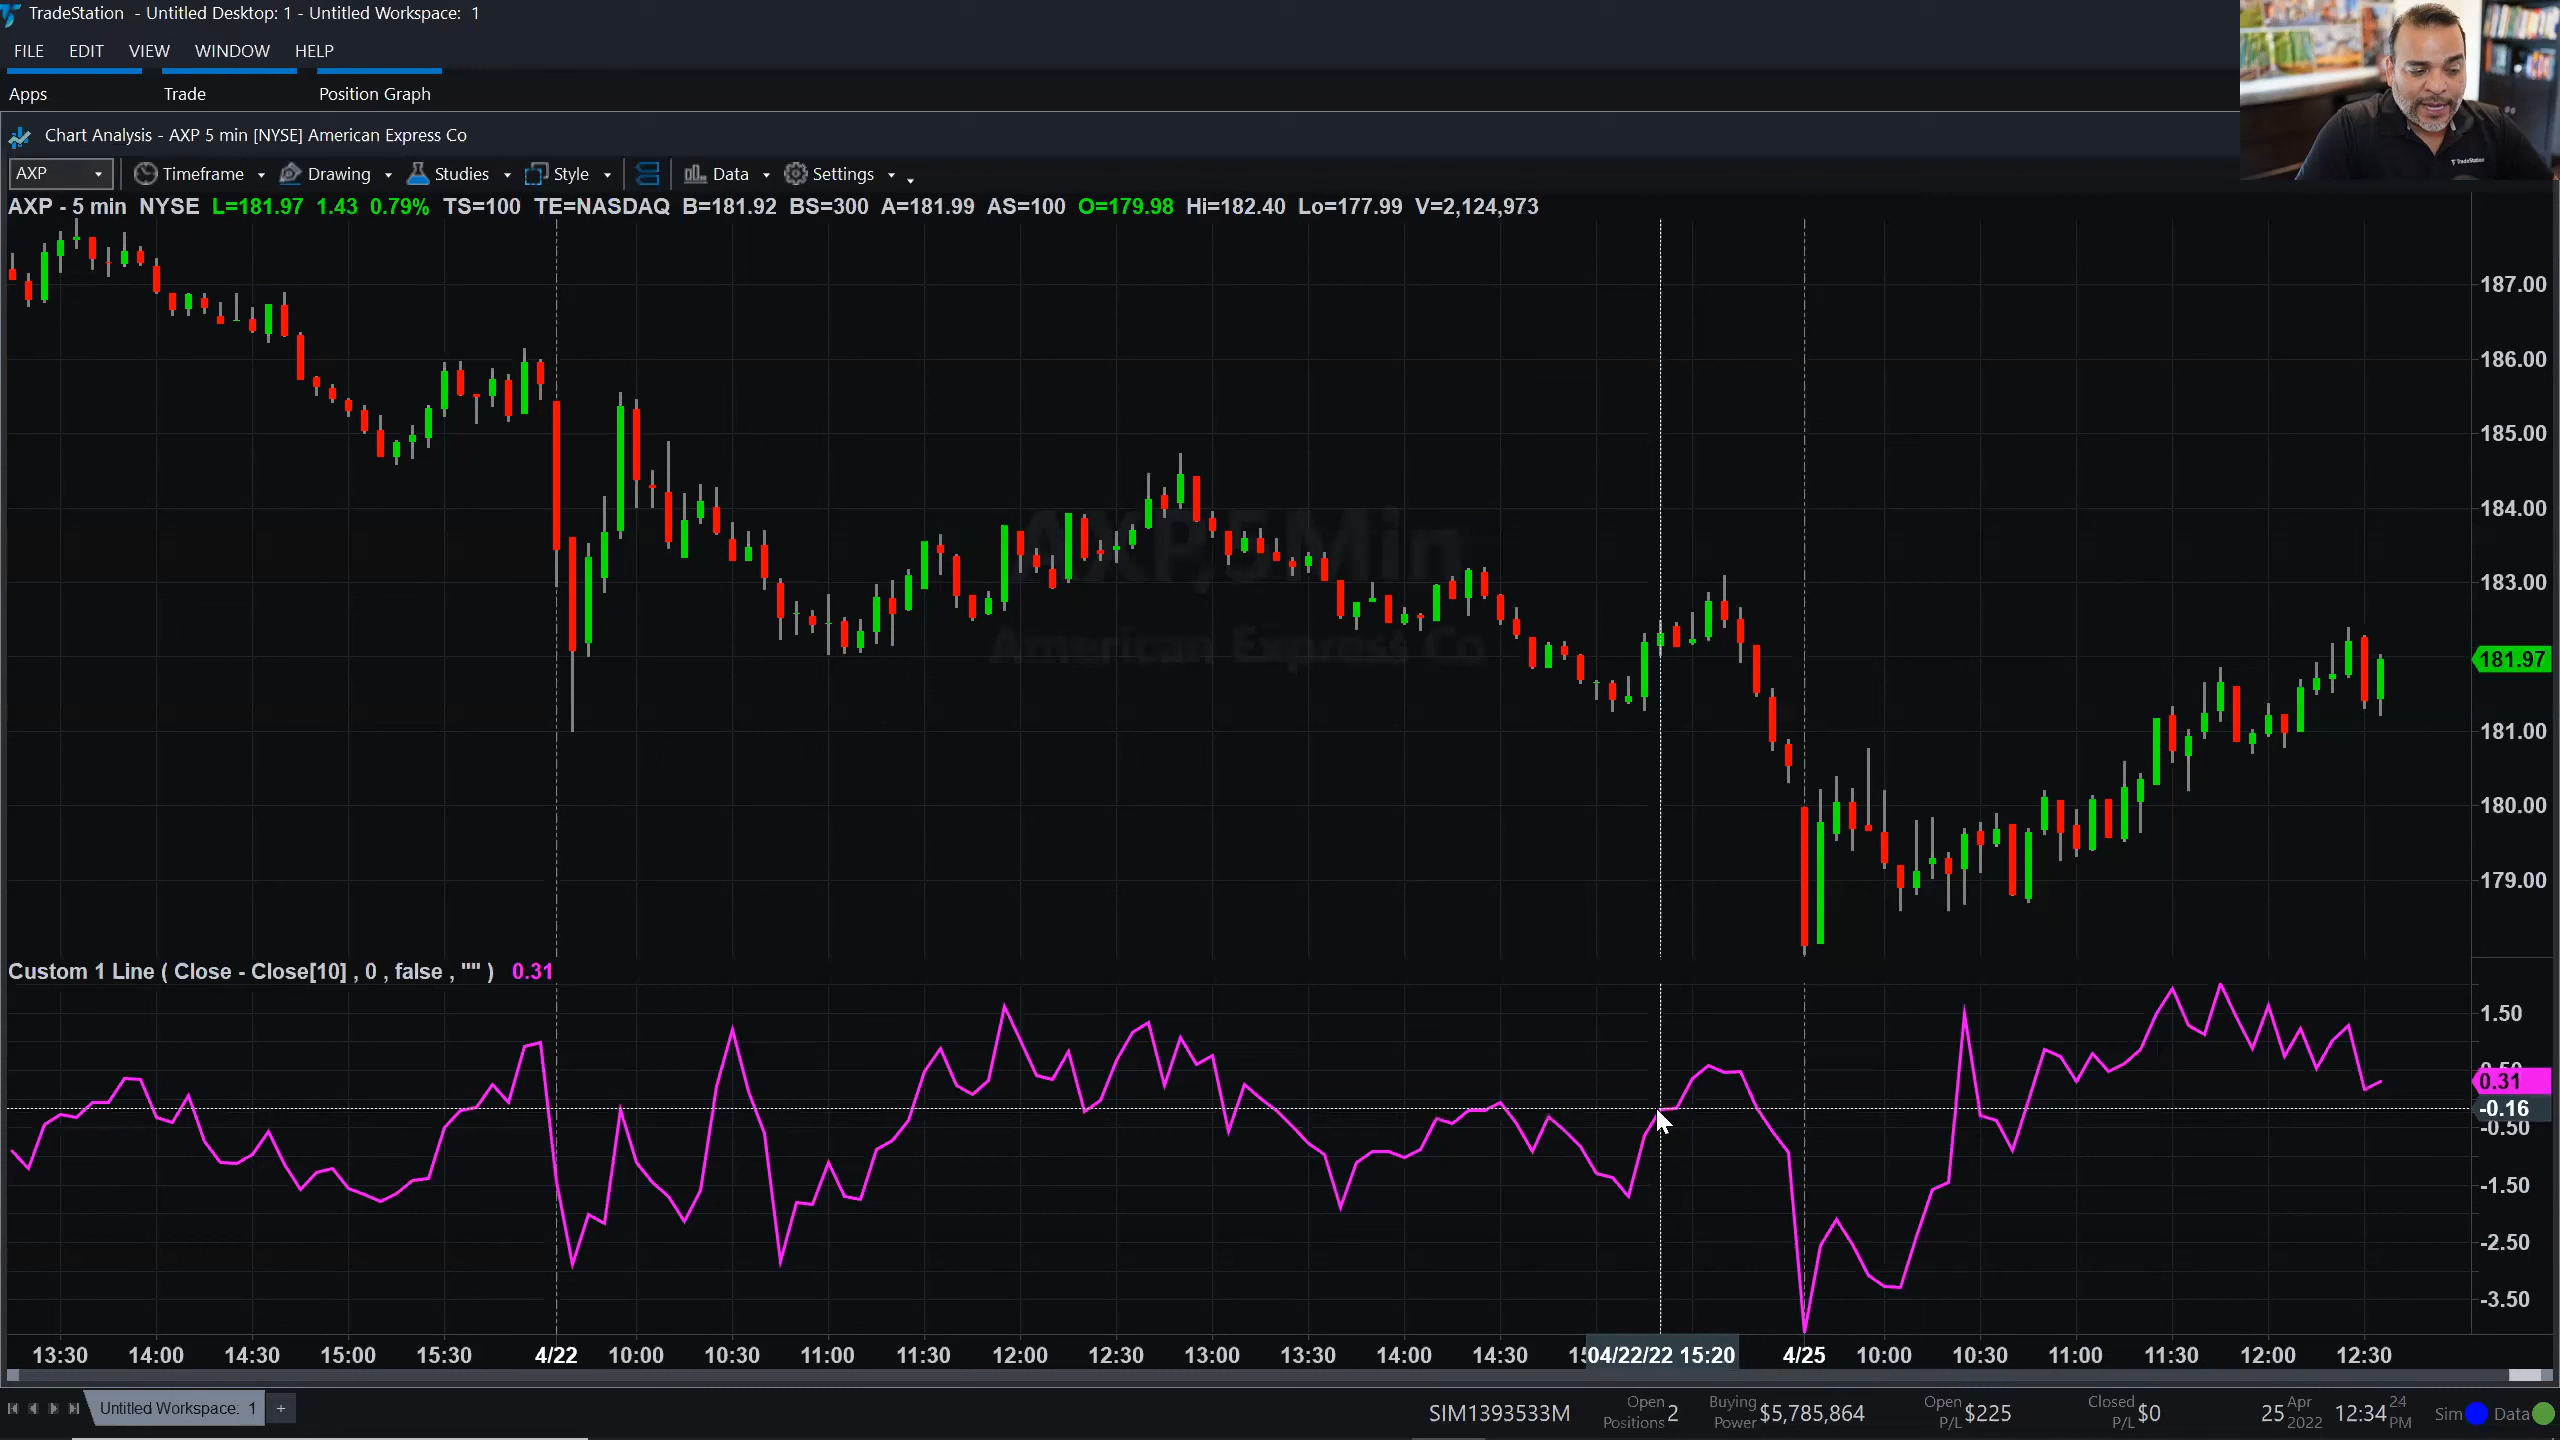 TradeStation - Untitled Desktop: 1 - Untitled Workspace: 1
FILE EDIT VIEW WINDOW HELP
Apps Trade Position Graph
Chart Analysis - AXP 5 min [NYSE] American Express Co
AXP Timeframe Drawing Studies Style Data Settings
AXP - 5 min NYSE L=181.97 1.43 0.79% TS=100 TE=NASDAQ B=181.92 BS=300 A=181.99 AS=100 O=179.98 Hi=182.40 Lo=177.99 V=2,124,973
187.00
186.00
185.00
184.00
AXP,5Min
183.00
American Express Co
181.97
181.00
180.00
179.00
Custom 1 Line ( Close - Close[10] , 0 , false , "" ) 0.31
1.50
0.31
-0.16
-0.50
-1.50
-2.50
-3.50
13:30 14:00 14:30 15:00 15:30 4/22 10:00 10:30 11:00 11:30 12:00 12:30 13:00 13:30 14:00 14:30 04/22/22 15:20 4/25 10:00 10:30 11:00 11:30 12:00 12:30
Untitled Workspace: 1 +
SIM1393533M Open Positions 2 Buying Power $5,785,864 Open P/L $225 Closed P/L $0 25 Apr 2022 12:34 24 PM Sim Data
TradeStation